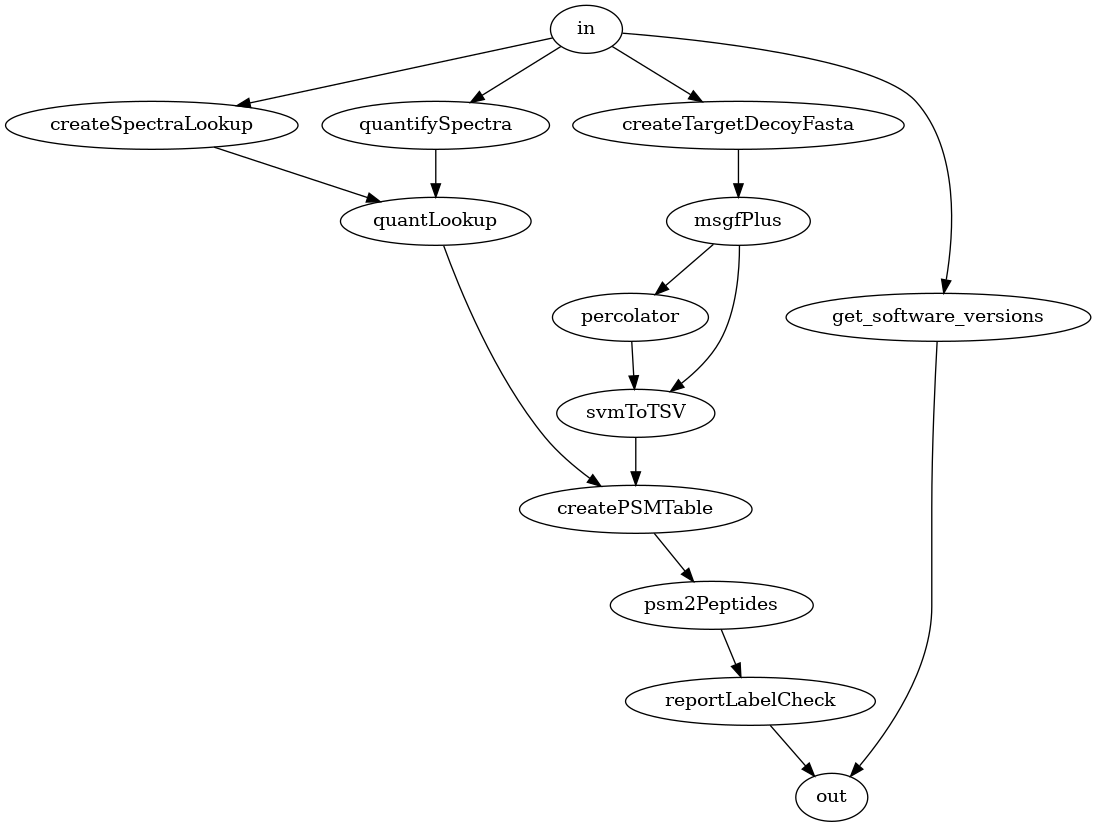 in
createSpectraLookup
quantifySpectra
createTargetDecoyFasta
quantLookup
msgfPlus
percolator
get_software_versions
svmToTSV
createPSMTable
psm2Peptides
reportLabelCheck
out